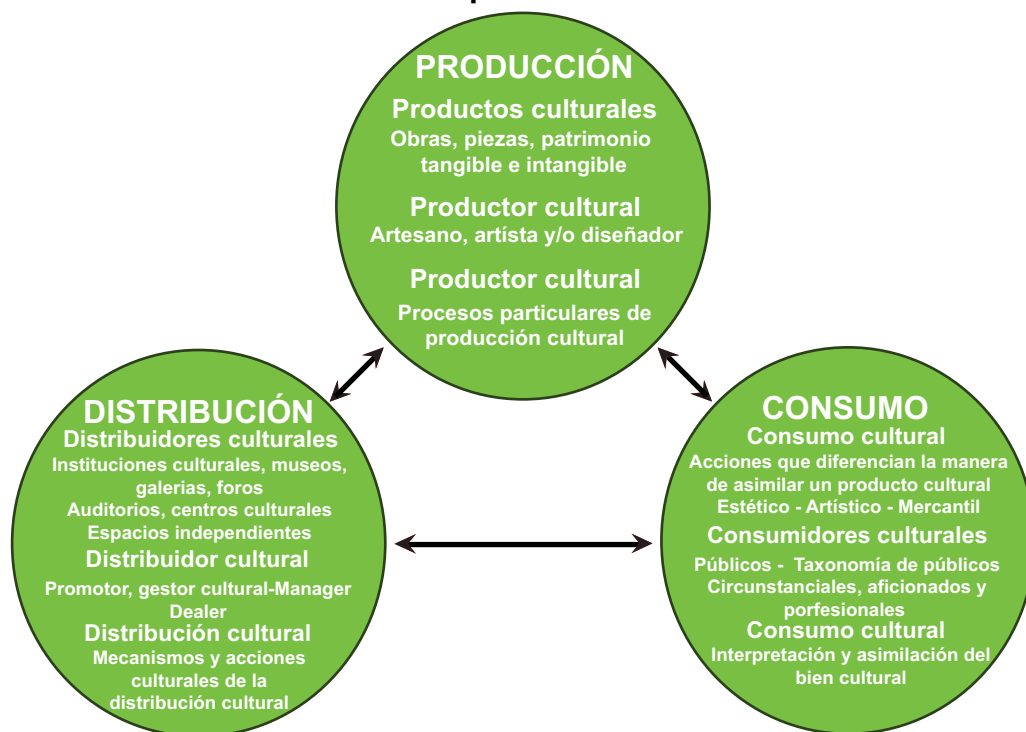 PRODUCCIÓN
Productos culturales
Obras, piezas, patrimonio
tangible e intangible
Productor cultural
Artesano, artísta y/o diseñador
Productor cultural
Procesos particulares de
producción cultural
DISTRIBUCIÓN
Distribuidores culturales
Instituciones culturales, museos,
galerias, foros
Auditorios, centros culturales
Espacios independientes
Distribuidor cultural
Promotor, gestor cultural-Manager
Dealer
Distribución cultural
Mecanismos y acciones
culturales de la
distribución cultural
CONSUMO
Consumo cultural
Acciones que diferencian la manera
de asimilar un producto cultural
Estético - Artístico - Mercantil
Consumidores culturales
Públicos - Taxonomía de públicos
Circunstanciales, aficionados y
porfesionales
Consumo cultural
Interpretación y asimilación del
bien cultural